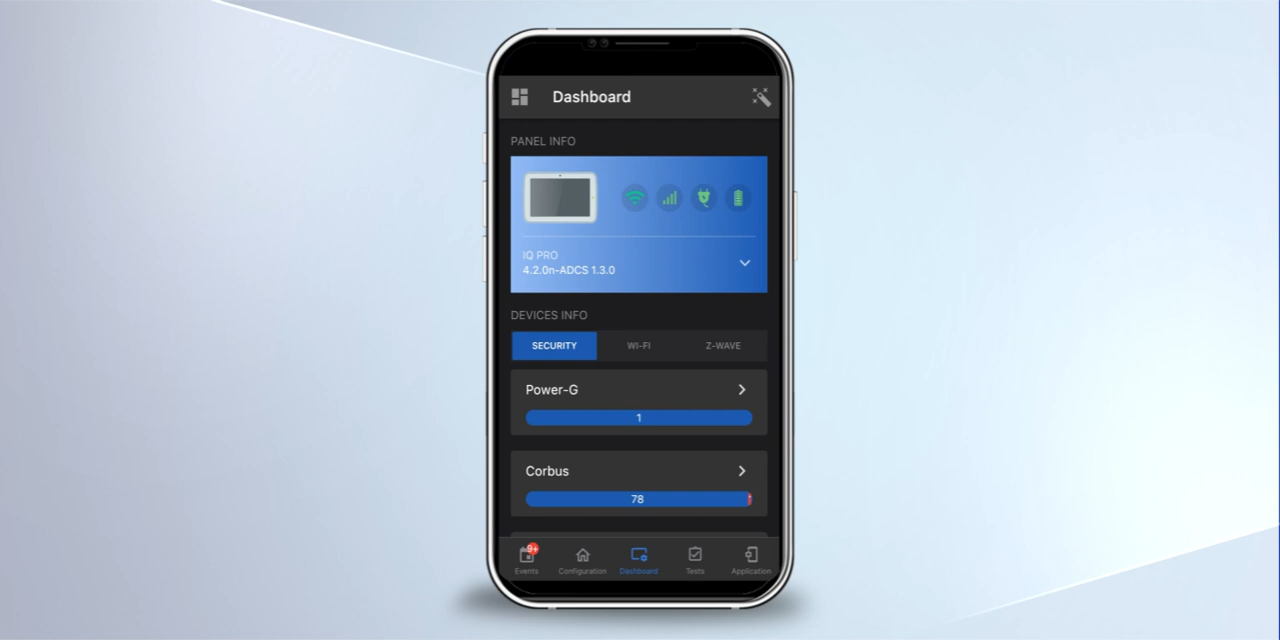 Dashboard
PANEL INFO
IQ PRO
4.2.0n-ADCS 1.3.0
DEVICES INFO
SECURITY WI-FI Z-WAVE
Power-G
1
Corbus
78
9+
Events Configuration Dashboard Tests Application